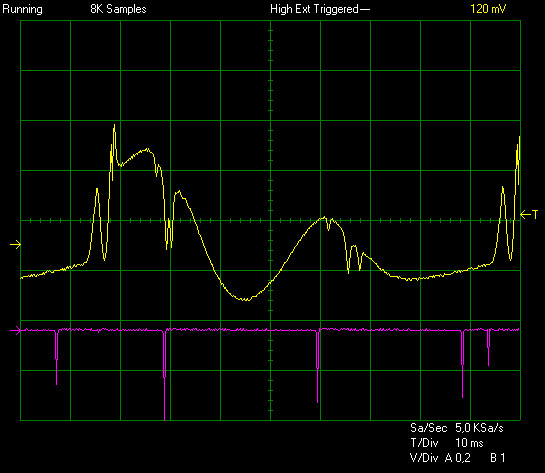 Running 8K Samples High Ext Triggered— 120 mV
T
Sa/Sec 5,0 KSa/s
T/Div 10 ms
V/Div A 0,2 B 1